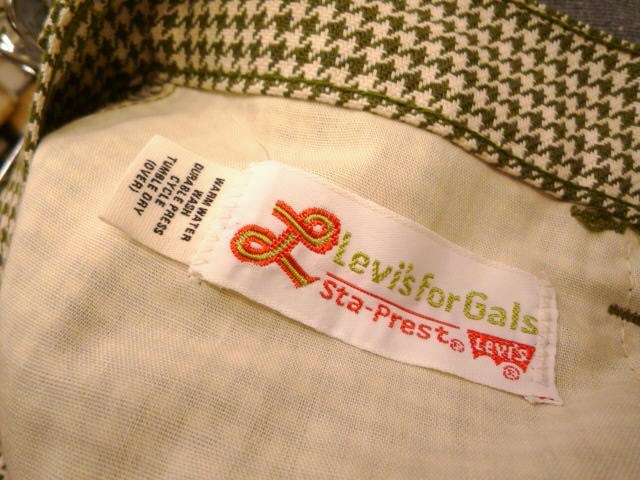 WARM WATER
WASH
DURABLE PRESS
CYCLE
TUMBLE DRY
(OVER)
Levi's for Gals
Sta-Prest®
Levi's
®